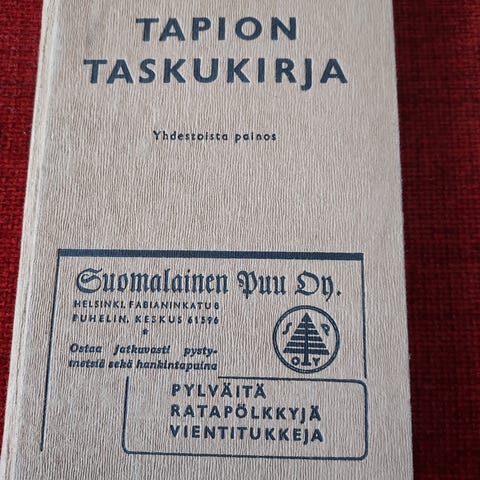 TAPION
TASKUKIRJA
Yhdestoista painos
Suomalainen Puu Oy.
HELSINKI, FABIANINKATU 8
PUHELIN, KESKUS 61596
*
Ostaa jatkuvasti pysty-
metsiä sekä hankintapuina
S P
O Y
PYLVÄITÄ
RATAPÖLKKYJÄ
VIENTITUKKEJA